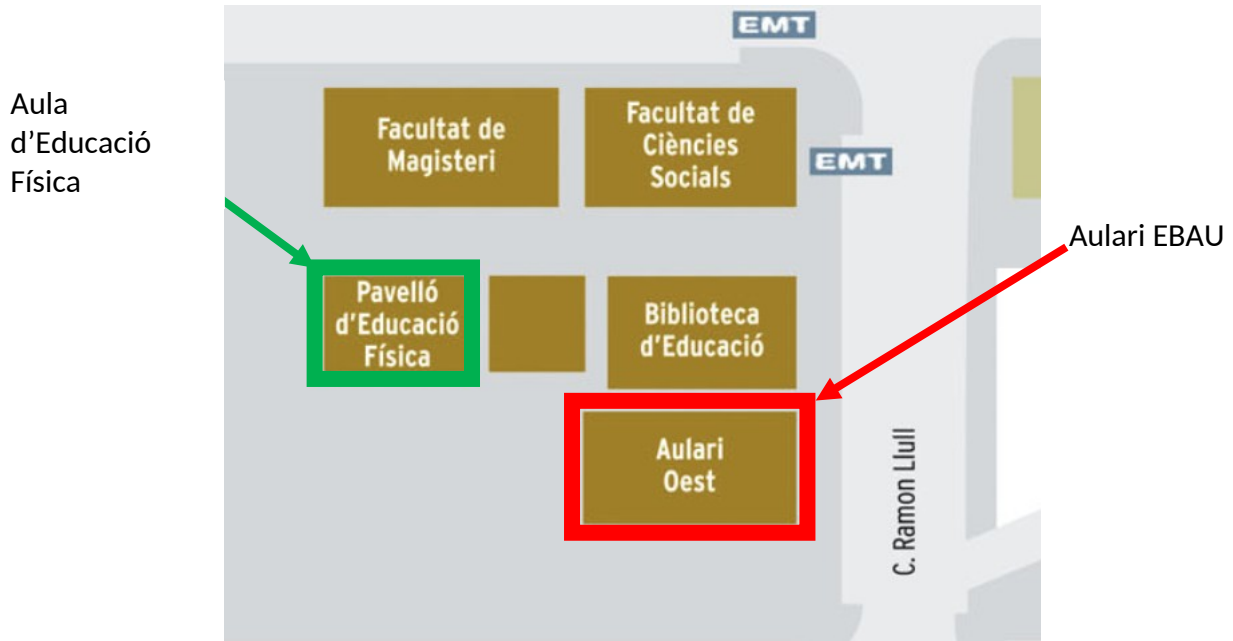 EMT
Aula
d’Educació
Física
Facultat de
Magisteri
Facultat de
Ciències
Socials
EMT
Aulari EBAU
Pavelló
d'Educació
Física
Biblioteca
d'Educació
Aulari
Oest
C. Ramon Llull